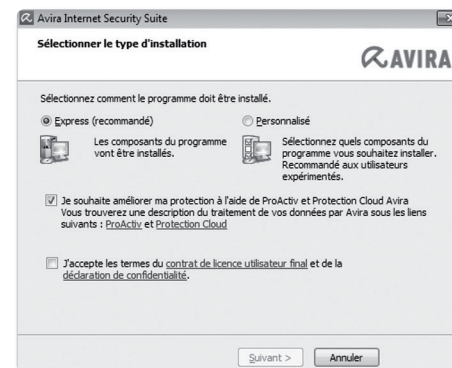 Avira Internet Security Suite
Sélectionner le type d'installation
AVIRA
Sélectionnez comment le programme doit être installé.
Express (recommandé)
Personnalisé
Les composants du programme
vont être installés.
Sélectionnez quels composants du
programme vous souhaitez installer.
Recommandé aux utilisateurs
expérimentés.
Je souhaite améliorer ma protection à l'aide de ProActiv et Protection Cloud Avira
Vous trouverez une description du traitement de vos données par Avira sous les liens
suivants : ProActiv et Protection Cloud
J'accepte les termes du contrat de licence utilisateur final et de la
déclaration de confidentialité.
Suivant >
Annuler